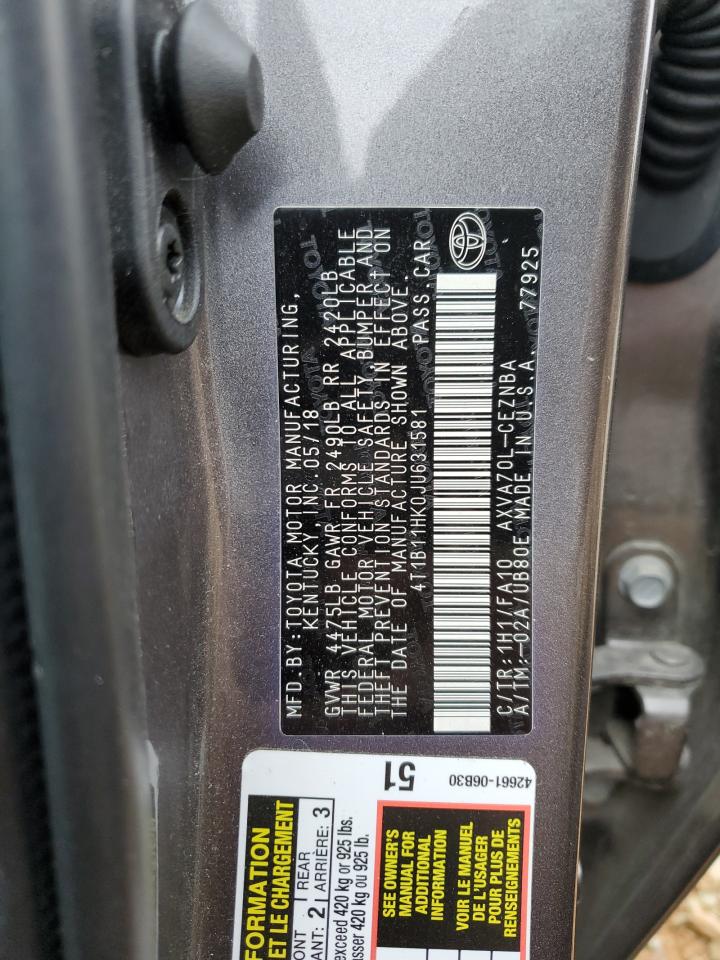 MFD.BY:TOYOTA MOTOR MANUFACTURING,
KENTUCKY, INC.05/18
GVWR 4475LB GAWR FR 2490LB RR 2420LB
THIS VEHICLE CONFORMS TO ALL APPLICABLE
FEDERAL MOTOR VEHICLE SAFETY,BUMPER,AND
THEFT PREVENTION STANDARDS IN EFFECT ON
THE DATE OF MANUFACTURE SHOWN ABOVE.
4T1B11HK0JU631581 PASS.CAR
C/TR:1H1/FA10 AXVA70L-CEZNBA
A/TM:-02A/UB80E MADE IN U.S.A. 77925
51
42661-06B30
FORMATION
ET LE CHARGEMENT
ONT
ANT: 2
REAR
ARRIÈRE: 3
exceed 420 kg or 925 lbs.
asser 420 kg ou 925 lb.
SEE OWNER'S
MANUAL FOR
ADDITIONAL
INFORMATION
VOIR LE MANUEL
DE L'USAGER
POUR PLUS DE
RENSEIGNEMENTS